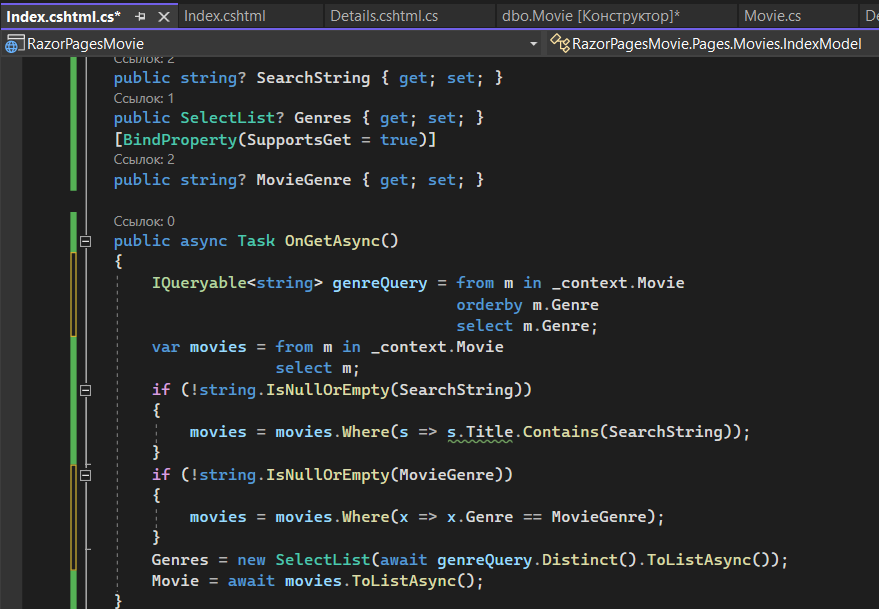 Index.cshtml.cs* Index.cshtml Details.cshtml.cs dbo.Movie [Конструктор]* Movie.cs De
RazorPagesMovie RazorPagesMovie.Pages.Movies.IndexModel
Ссылок: 2
public string? SearchString { get; set; }
Ссылок: 1
public SelectList? Genres { get; set; }
[BindProperty(SupportsGet = true)]
Ссылок: 2
public string? MovieGenre { get; set; }
Ссылок: 0
public async Task OnGetAsync()
{
IQueryable<string> genreQuery = from m in _context.Movie
orderby m.Genre
select m.Genre;
var movies = from m in _context.Movie
select m;
if (!string.IsNullOrEmpty(SearchString))
{
movies = movies.Where(s => s.Title.Contains(SearchString));
}
if (!string.IsNullOrEmpty(MovieGenre))
{
movies = movies.Where(x => x.Genre == MovieGenre);
}
Genres = new SelectList(await genreQuery.Distinct().ToListAsync());
Movie = await movies.ToListAsync();
}